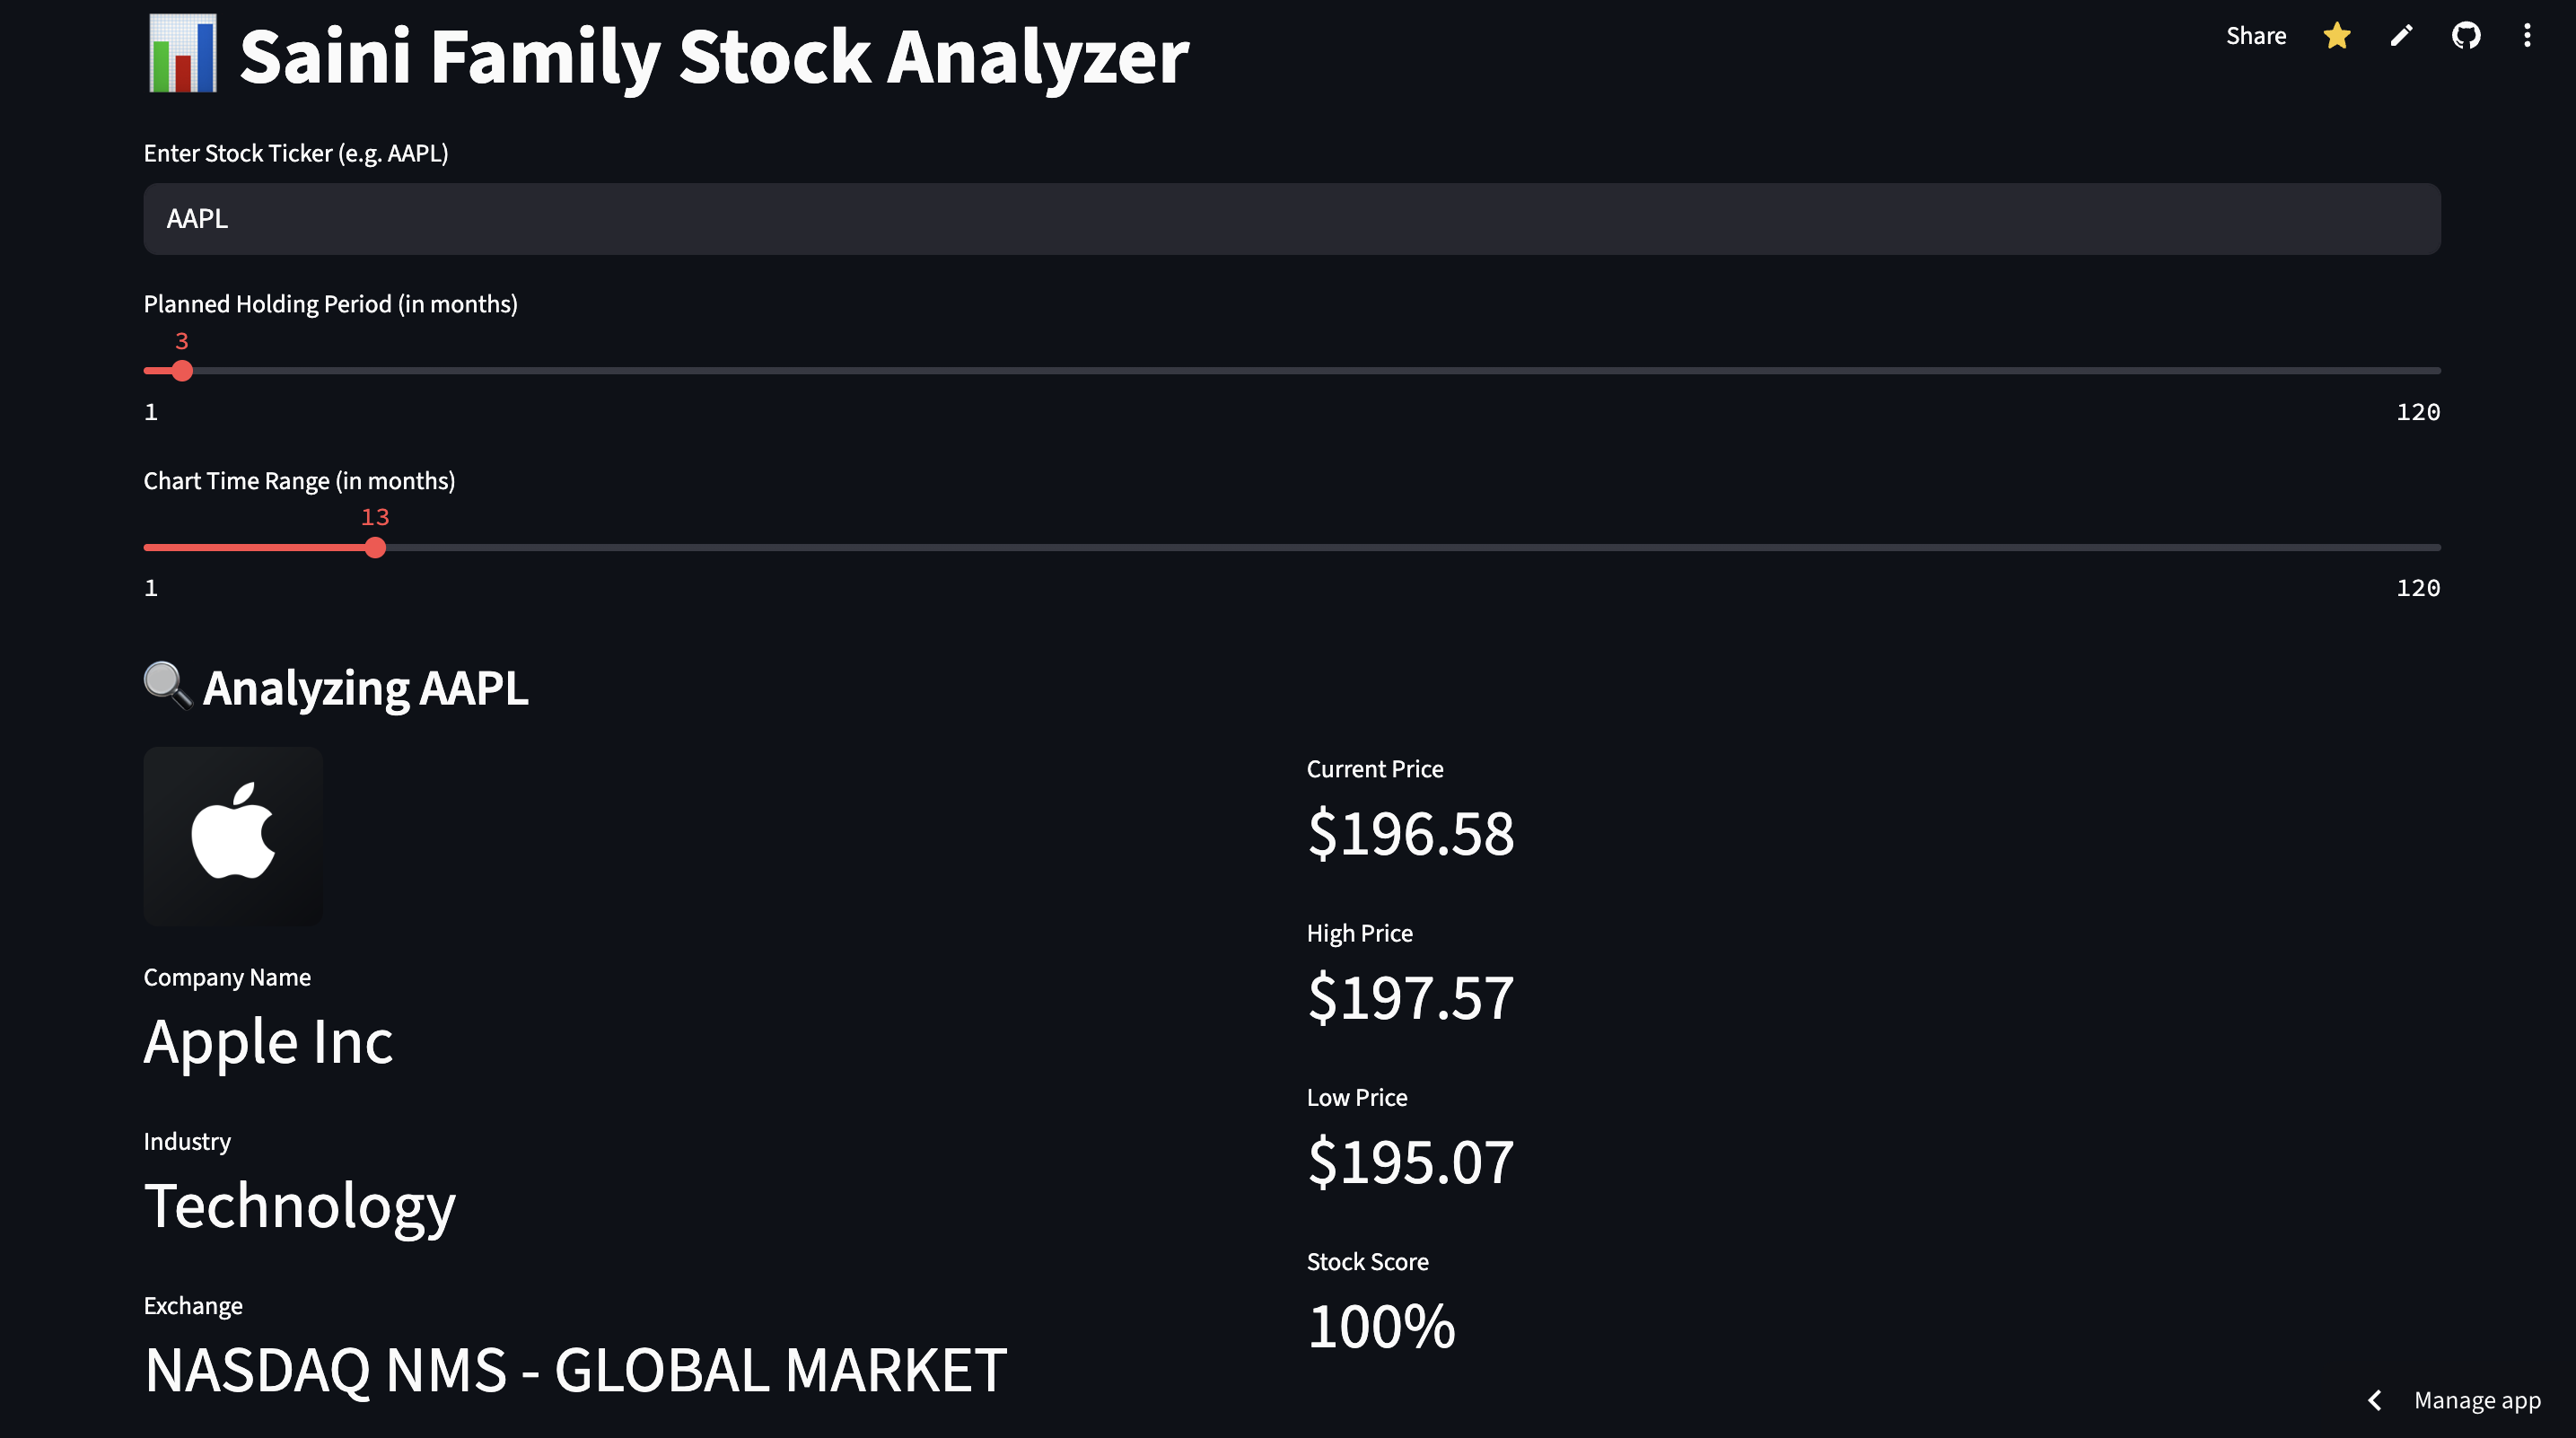 Saini Family Stock Analyzer
Share
Enter Stock Ticker (e.g. AAPL)
AAPL
Planned Holding Period (in months)
3
1
120
Chart Time Range (in months)
13
1
120
Analyzing AAPL
Company Name
Apple Inc
Industry
Technology
Exchange
NASDAQ NMS - GLOBAL MARKET
Current Price
$196.58
High Price
$197.57
Low Price
$195.07
Stock Score
100%
Manage app